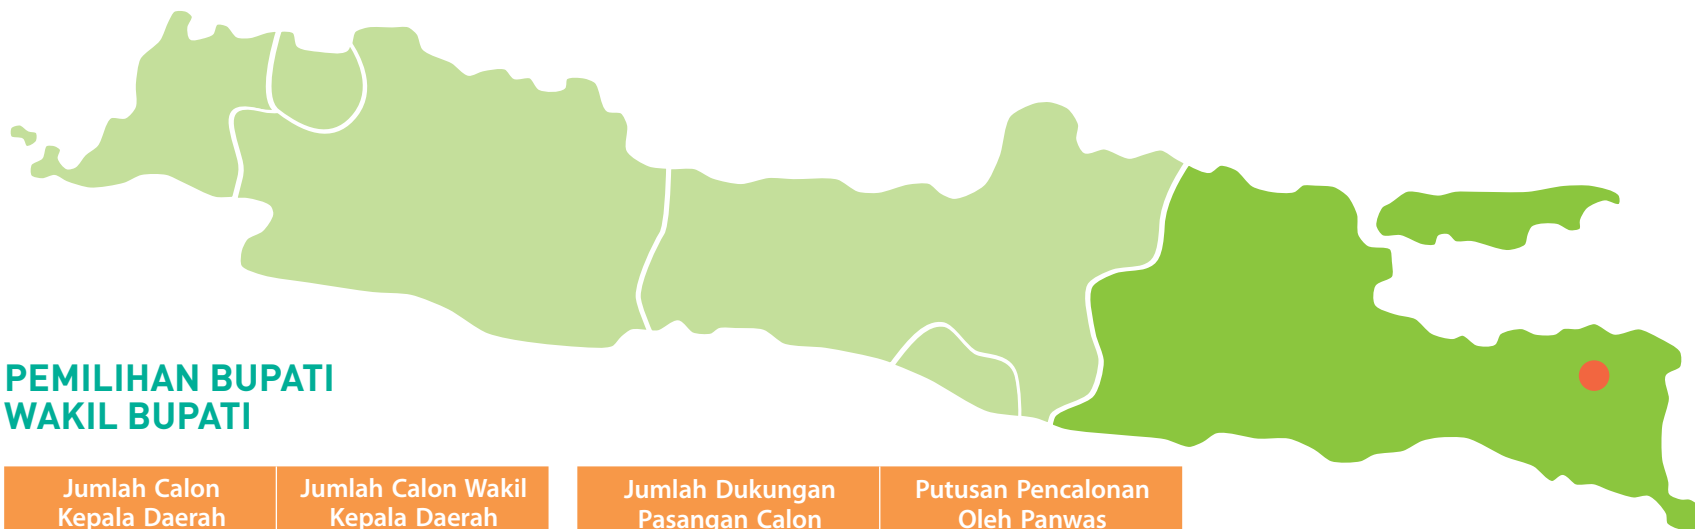 PEMILIHAN BUPATI
WAKIL BUPATI
Jumlah Calon
Kepala Daerah
Jumlah Calon Wakil
Kepala Daerah
Jumlah Dukungan
Pasangan Calon
Putusan Pencalonan
Oleh Panwas